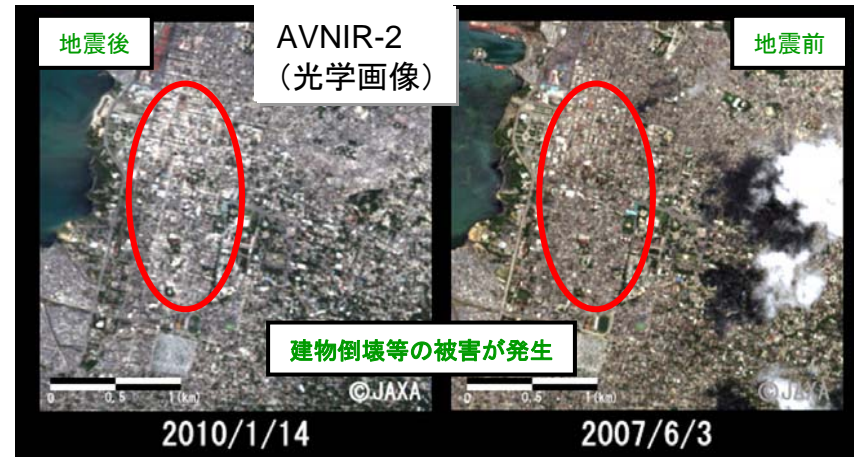 地震後
AVNIR-2
（光学画像）
地震前
建物倒壊等の被害が発生
0 0.5 1(km)
©JAXA
0 0.5 1(km)
©JAXA
2010/1/14
2007/6/3